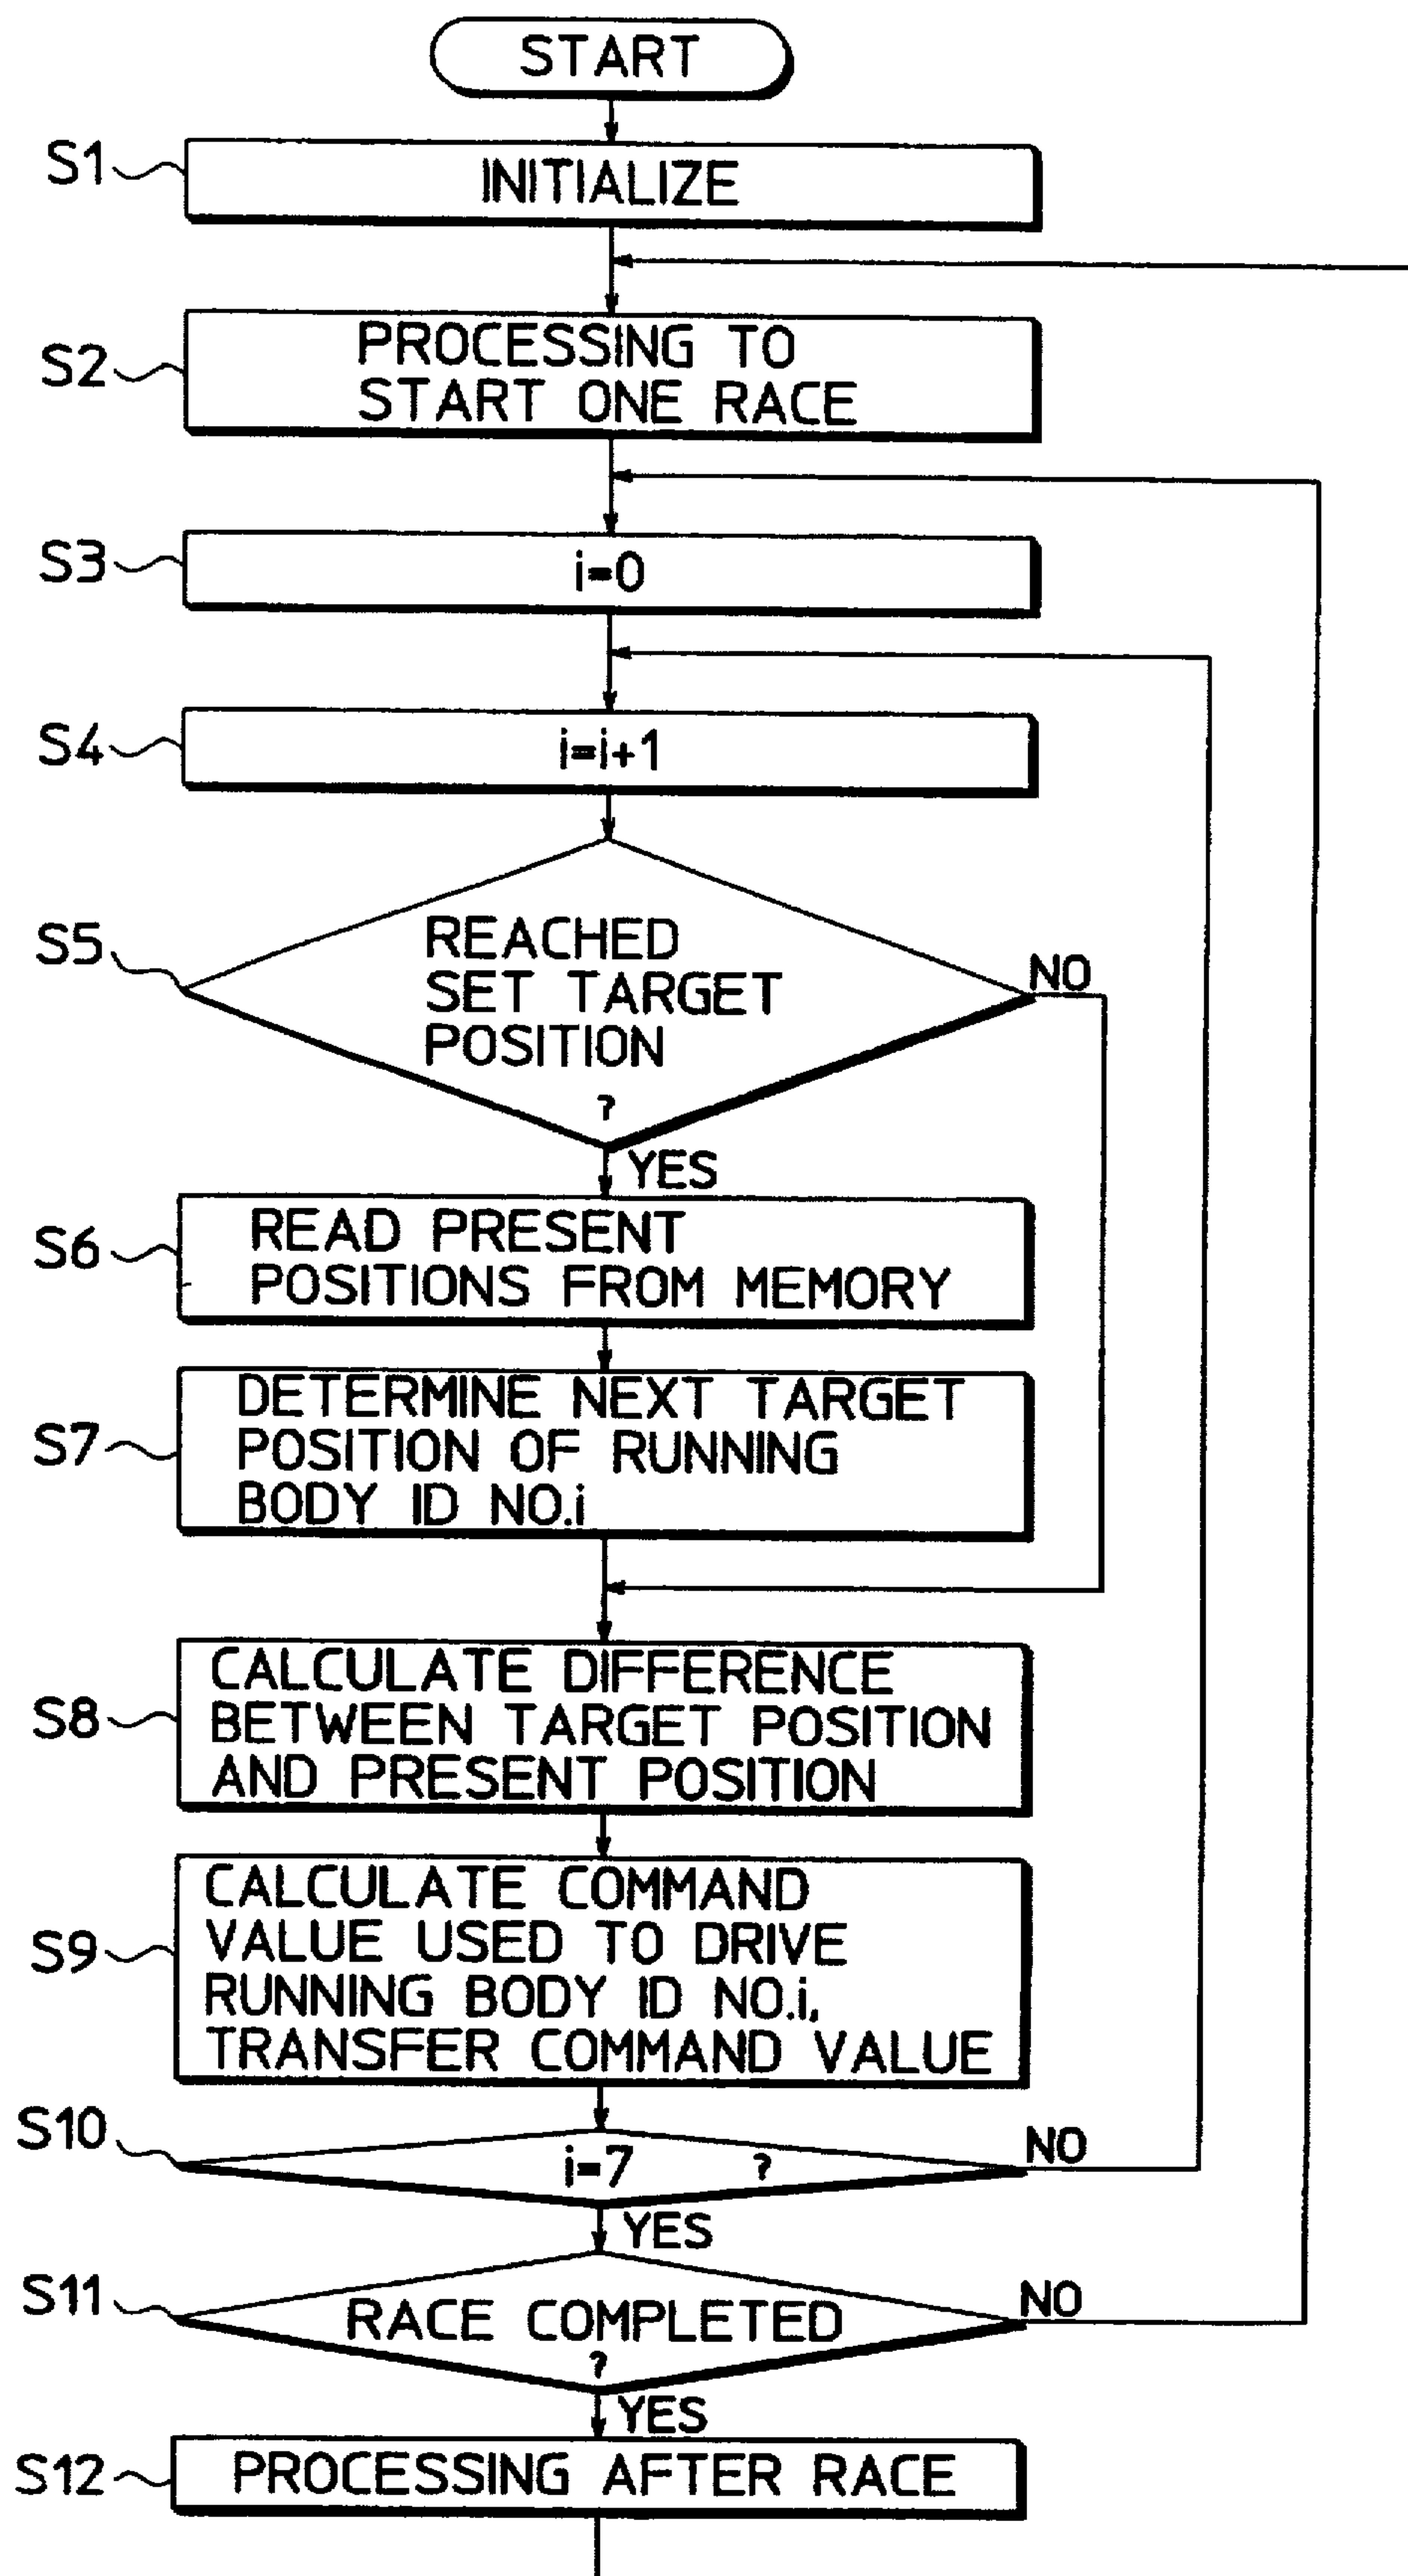 START
S1
INITIALIZE
S2
PROCESSING TO
START ONE RACE
S3
i=0
S4
i=i+1
S5
REACHED
SET TARGET
POSITION
?
NO
YES
S6
READ PRESENT
POSITIONS FROM MEMORY
S7
DETERMINE NEXT TARGET
POSITION OF RUNNING
BODY ID NO.i
S8
CALCULATE DIFFERENCE
BETWEEN TARGET POSITION
AND PRESENT POSITION
S9
CALCULATE COMMAND
VALUE USED TO DRIVE
RUNNING BODY ID NO.i,
TRANSFER COMMAND VALUE
S10
i=7 ?
NO
YES
S11
RACE COMPLETED
?
NO
YES
S12
PROCESSING AFTER RACE